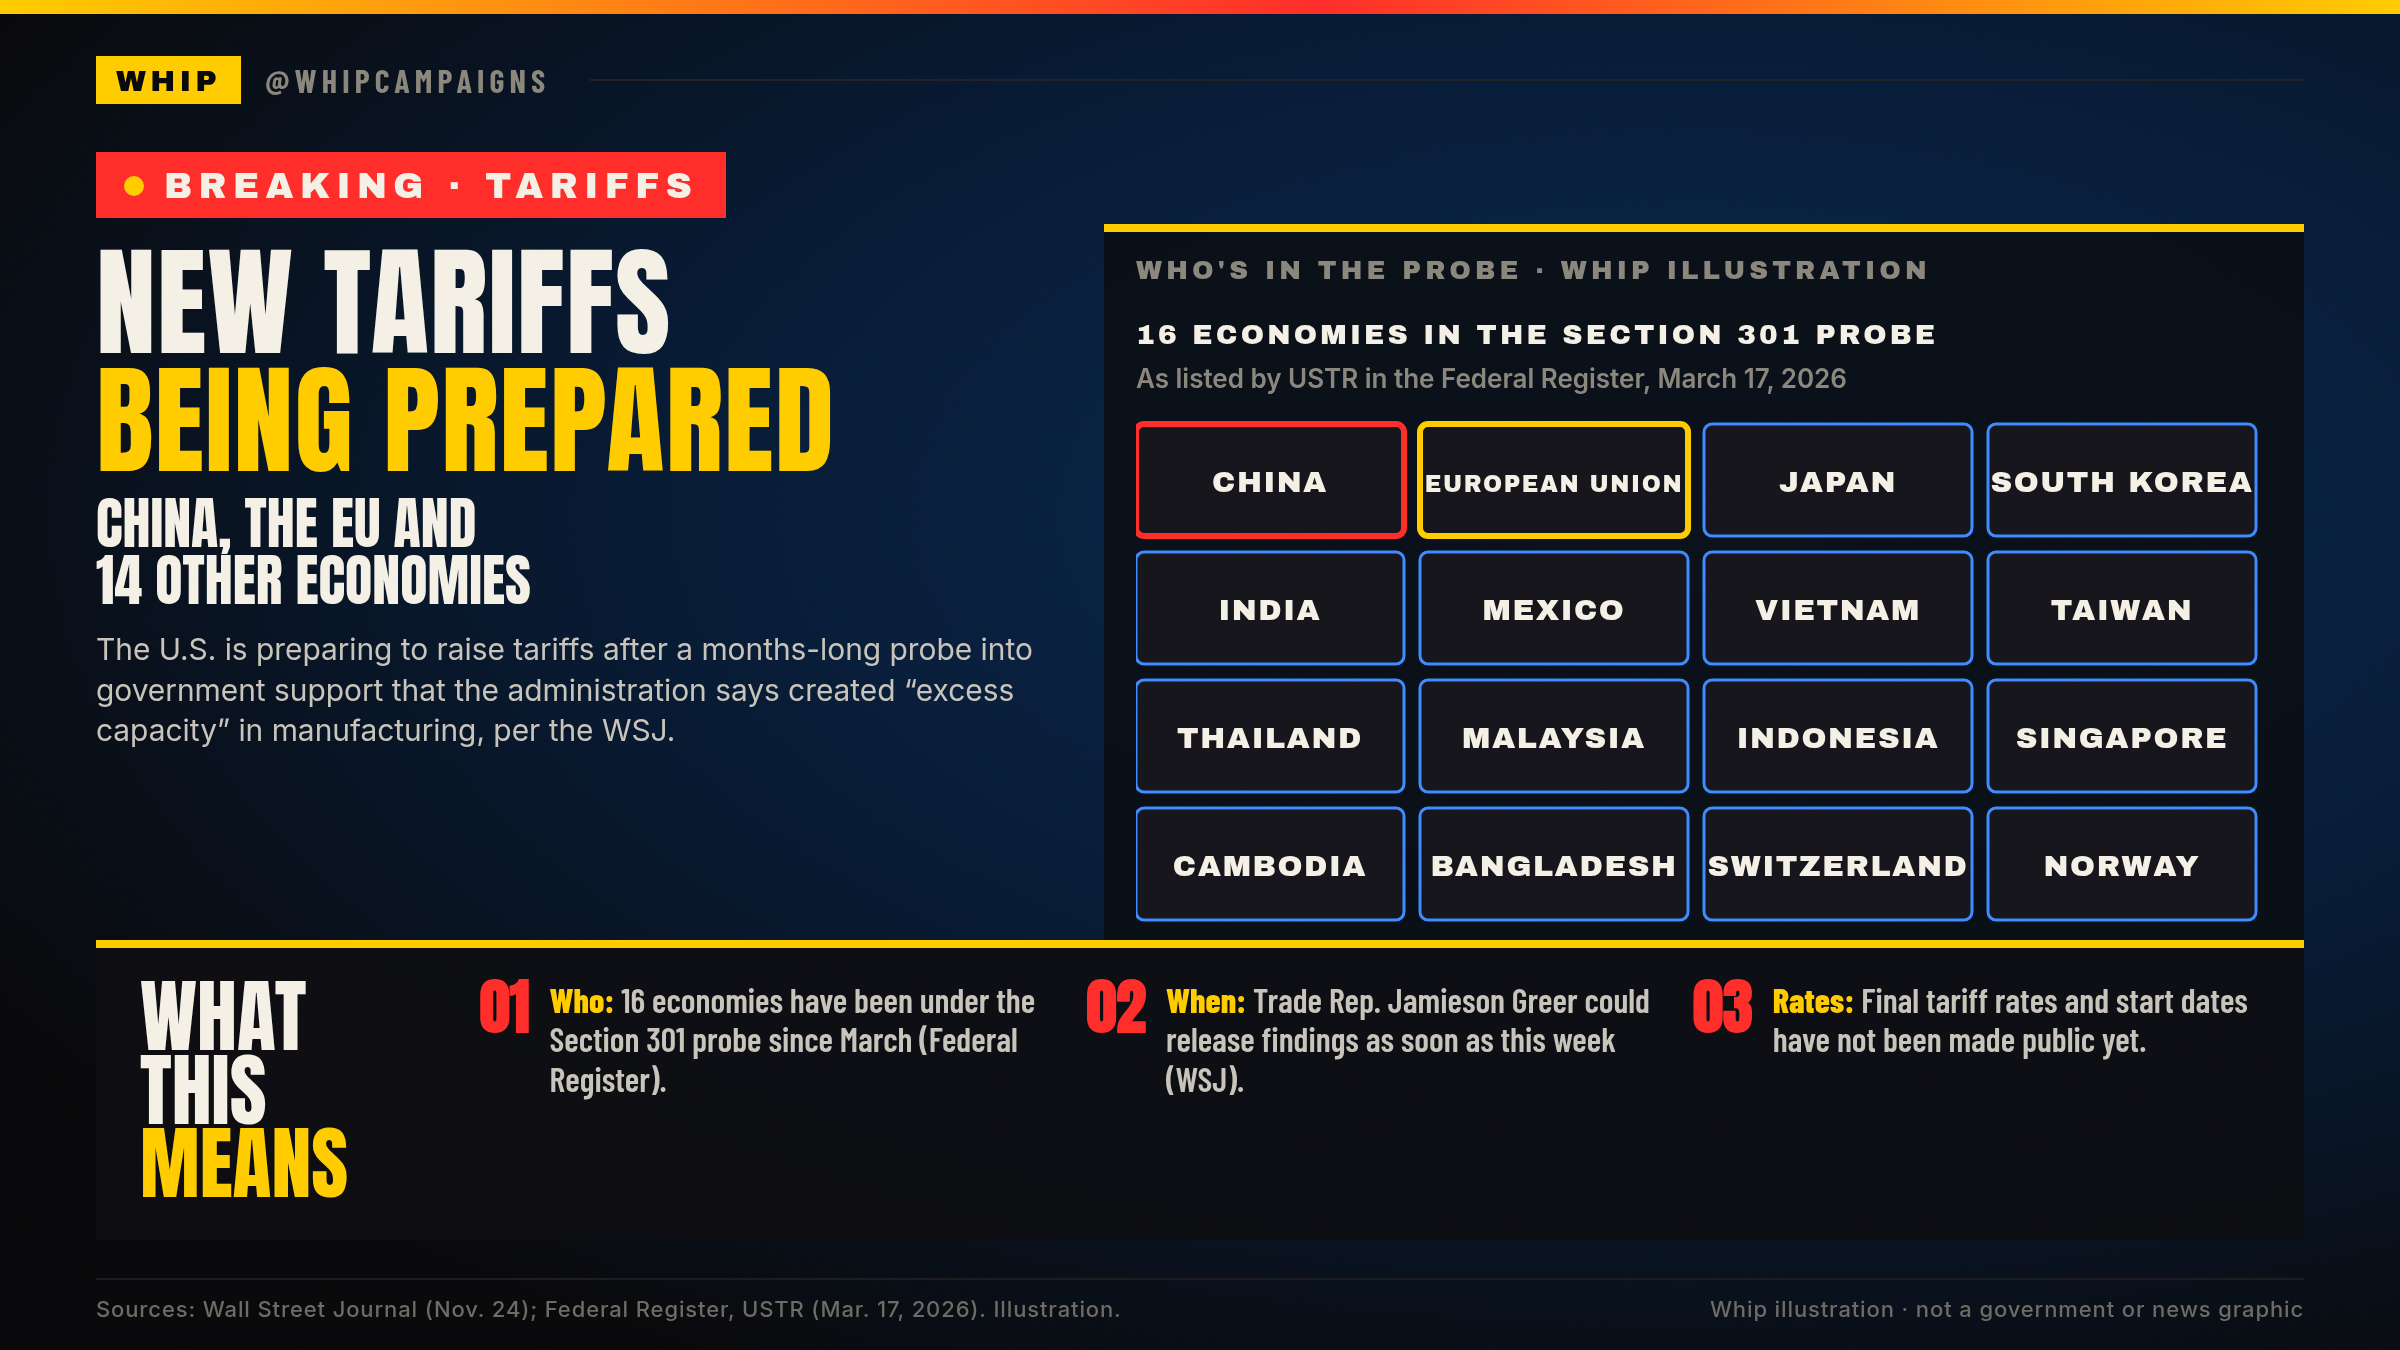 WHIP @WHIPCAMPAIGNS
BREAKING · TARIFFS
NEW TARIFFS
BEING PREPARED
CHINA, THE EU AND
14 OTHER ECONOMIES
The U.S. is preparing to raise tariffs after a months-long probe into
government support that the administration says created “excess
capacity” in manufacturing, per the WSJ.
WHO'S IN THE PROBE · WHIP ILLUSTRATION
16 ECONOMIES IN THE SECTION 301 PROBE
As listed by USTR in the Federal Register, March 17, 2026
CHINA EUROPEAN UNION JAPAN SOUTH KOREA
INDIA MEXICO VIETNAM TAIWAN
THAILAND MALAYSIA INDONESIA SINGAPORE
CAMBODIA BANGLADESH SWITZERLAND NORWAY
WHAT
THIS
MEANS
01 Who: 16 economies have been under the
Section 301 probe since March (Federal
Register).
02 When: Trade Rep. Jamieson Greer could
release findings as soon as this week
(WSJ).
03 Rates: Final tariff rates and start dates
have not been made public yet.
Sources: Wall Street Journal (Nov. 24); Federal Register, USTR (Mar. 17, 2026). Illustration.
Whip illustration · not a government or news graphic